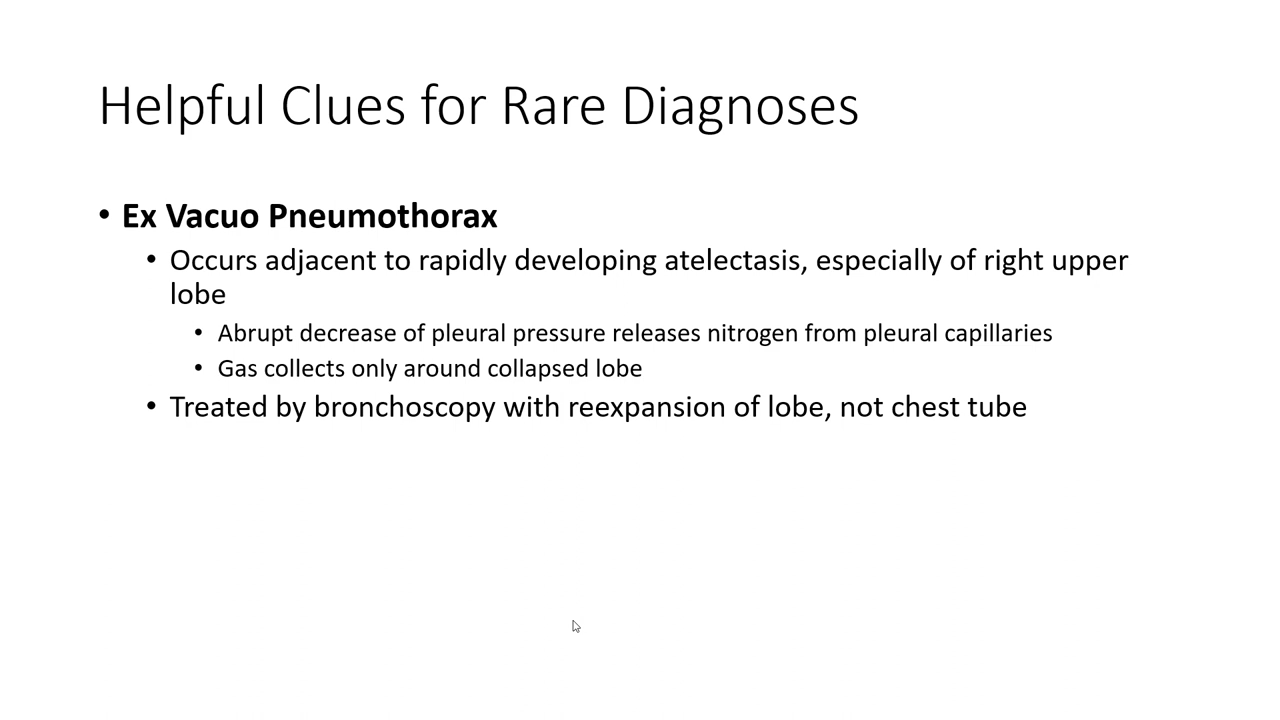 Helpful Clues for Rare Diagnoses
• Ex Vacuo Pneumothorax
• Occurs adjacent to rapidly developing atelectasis, especially of right upper
lobe
• Abrupt decrease of pleural pressure releases nitrogen from pleural capillaries
• Gas collects only around collapsed lobe
• Treated by bronchoscopy with reexpansion of lobe, not chest tube